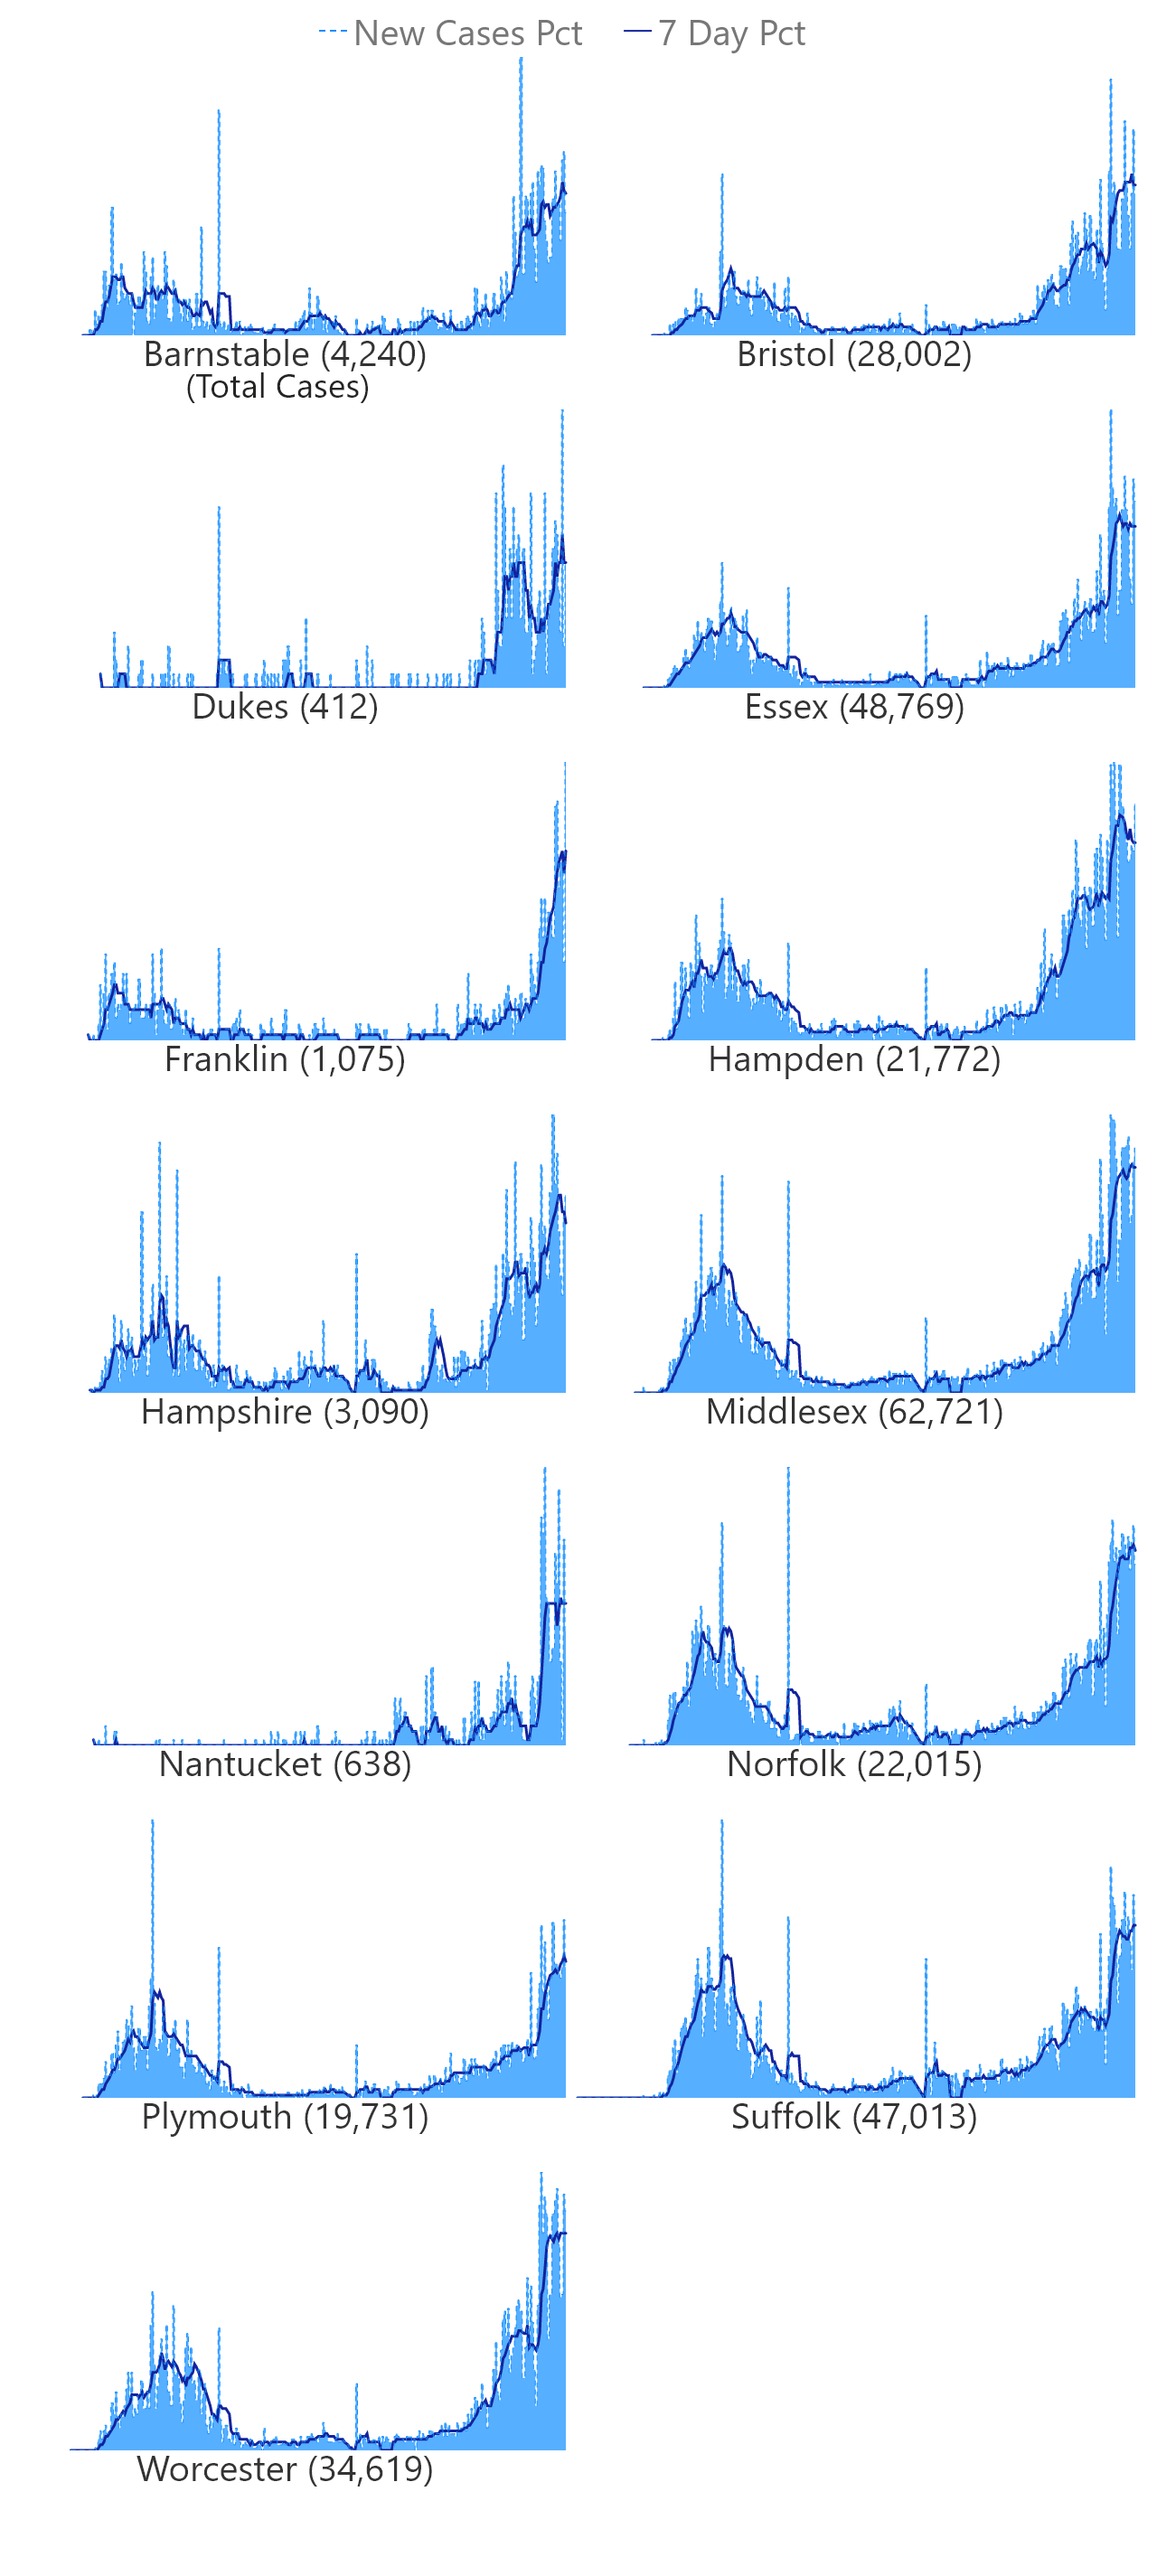 New Cases Pct 7 Day Pct
Barnstable (4,240) Bristol (28,002)
(Total Cases)
Dukes (412) Essex (48,769)
Franklin (1,075) Hampden (21,772)
Hampshire (3,090) Middlesex (62,721)
Nantucket (638) Norfolk (22,015)
Plymouth (19,731) Suffolk (47,013)
Worcester (34,619)